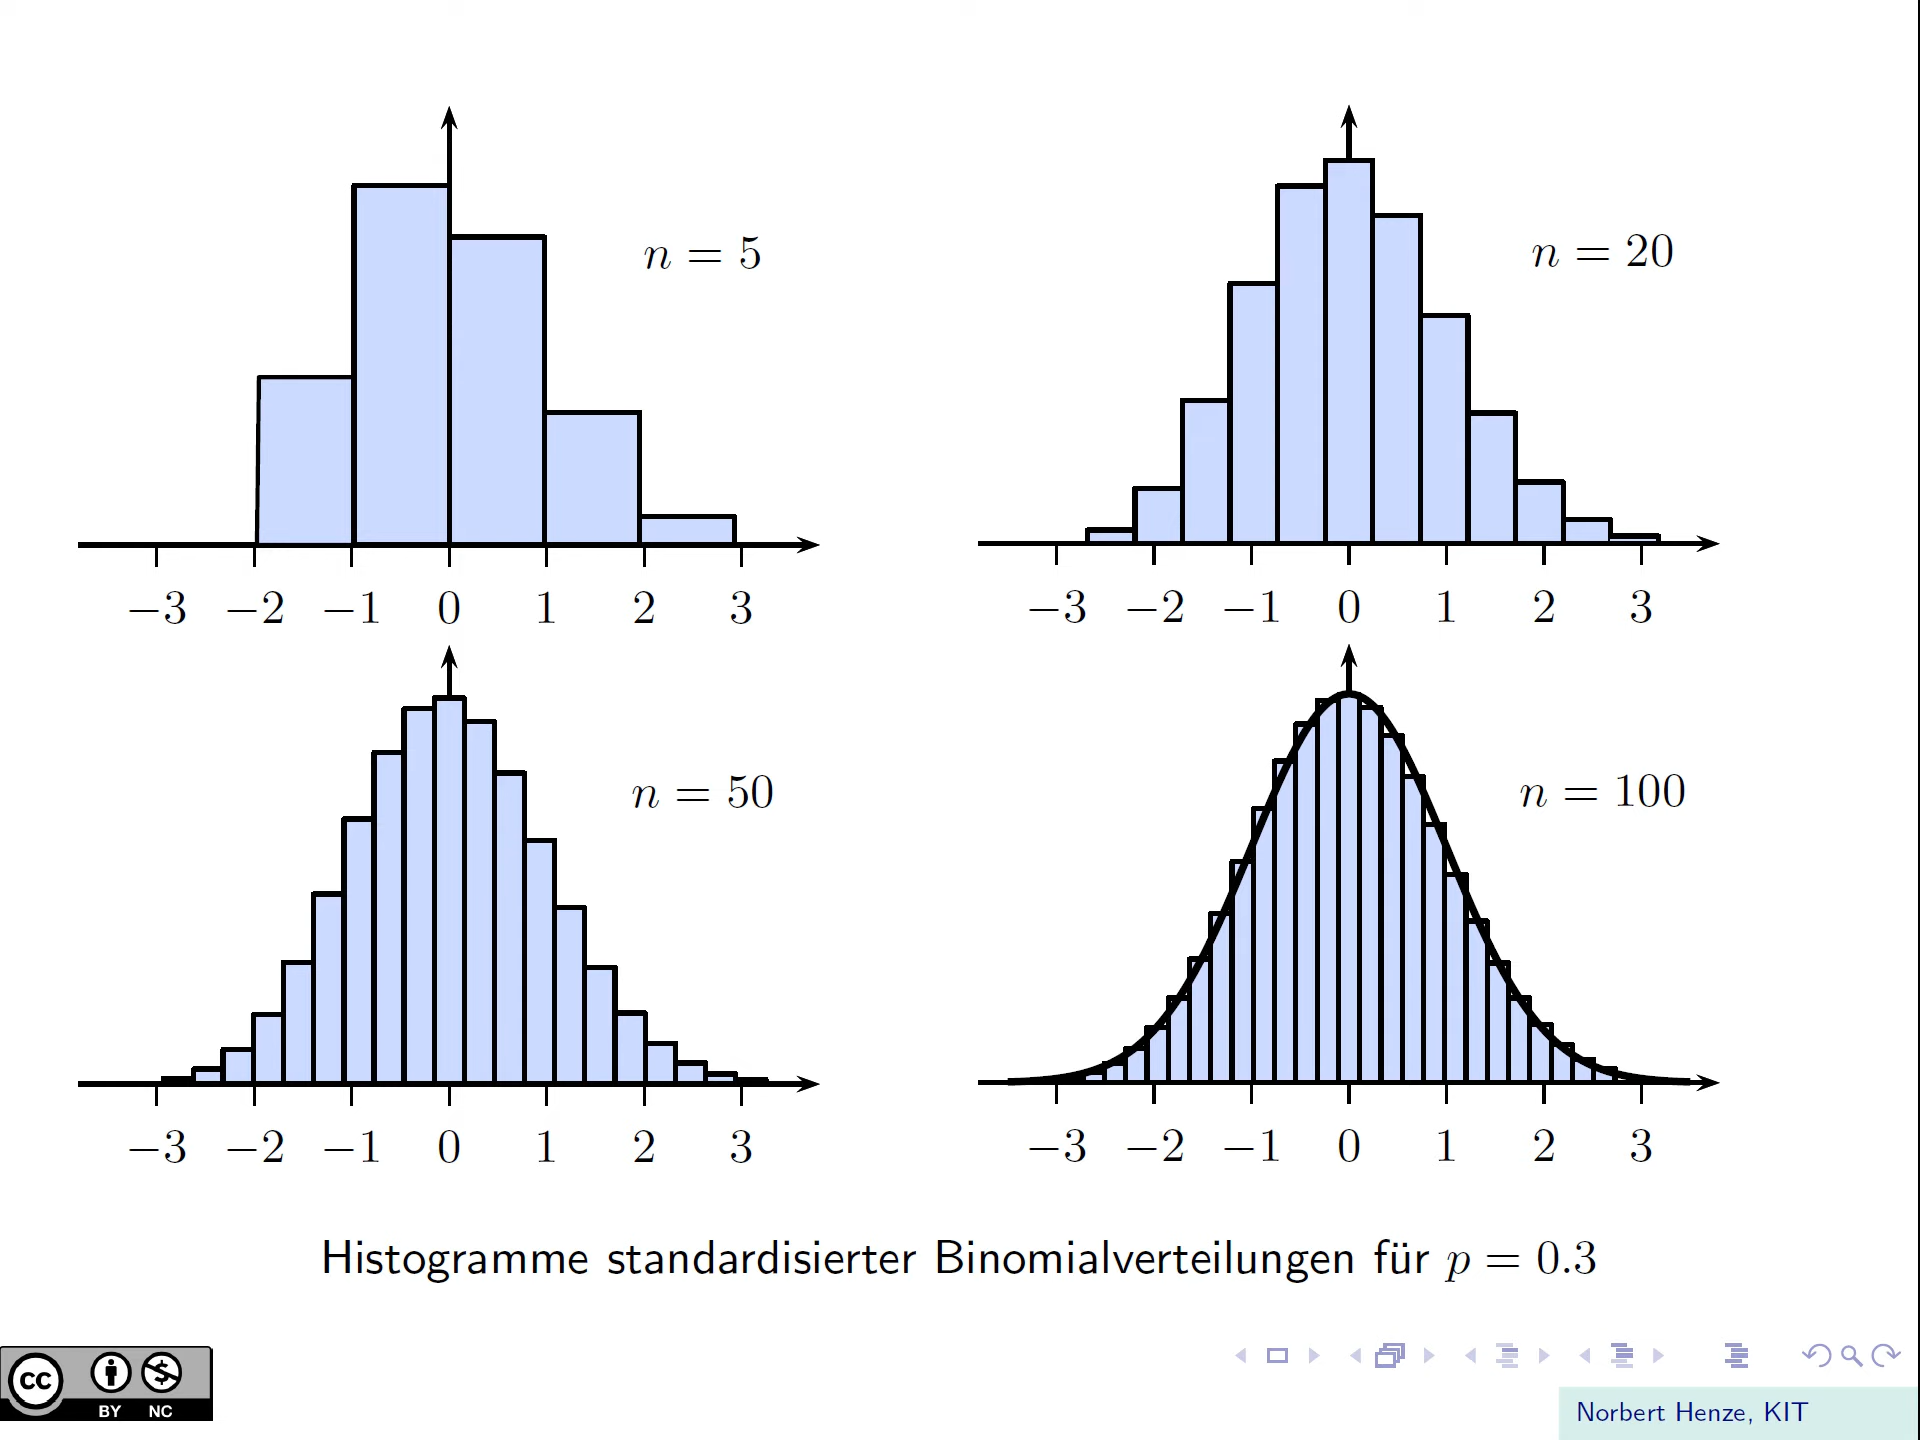 n = 5
−3 −2 −1 0 1 2 3
n = 20
−3 −2 −1 0 1 2 3
n = 50
−3 −2 −1 0 1 2 3
n = 100
−3 −2 −1 0 1 2 3
Histogramme standardisierter Binomialverteilungen für p = 0.3
cc
BY NC
Norbert Henze, KIT